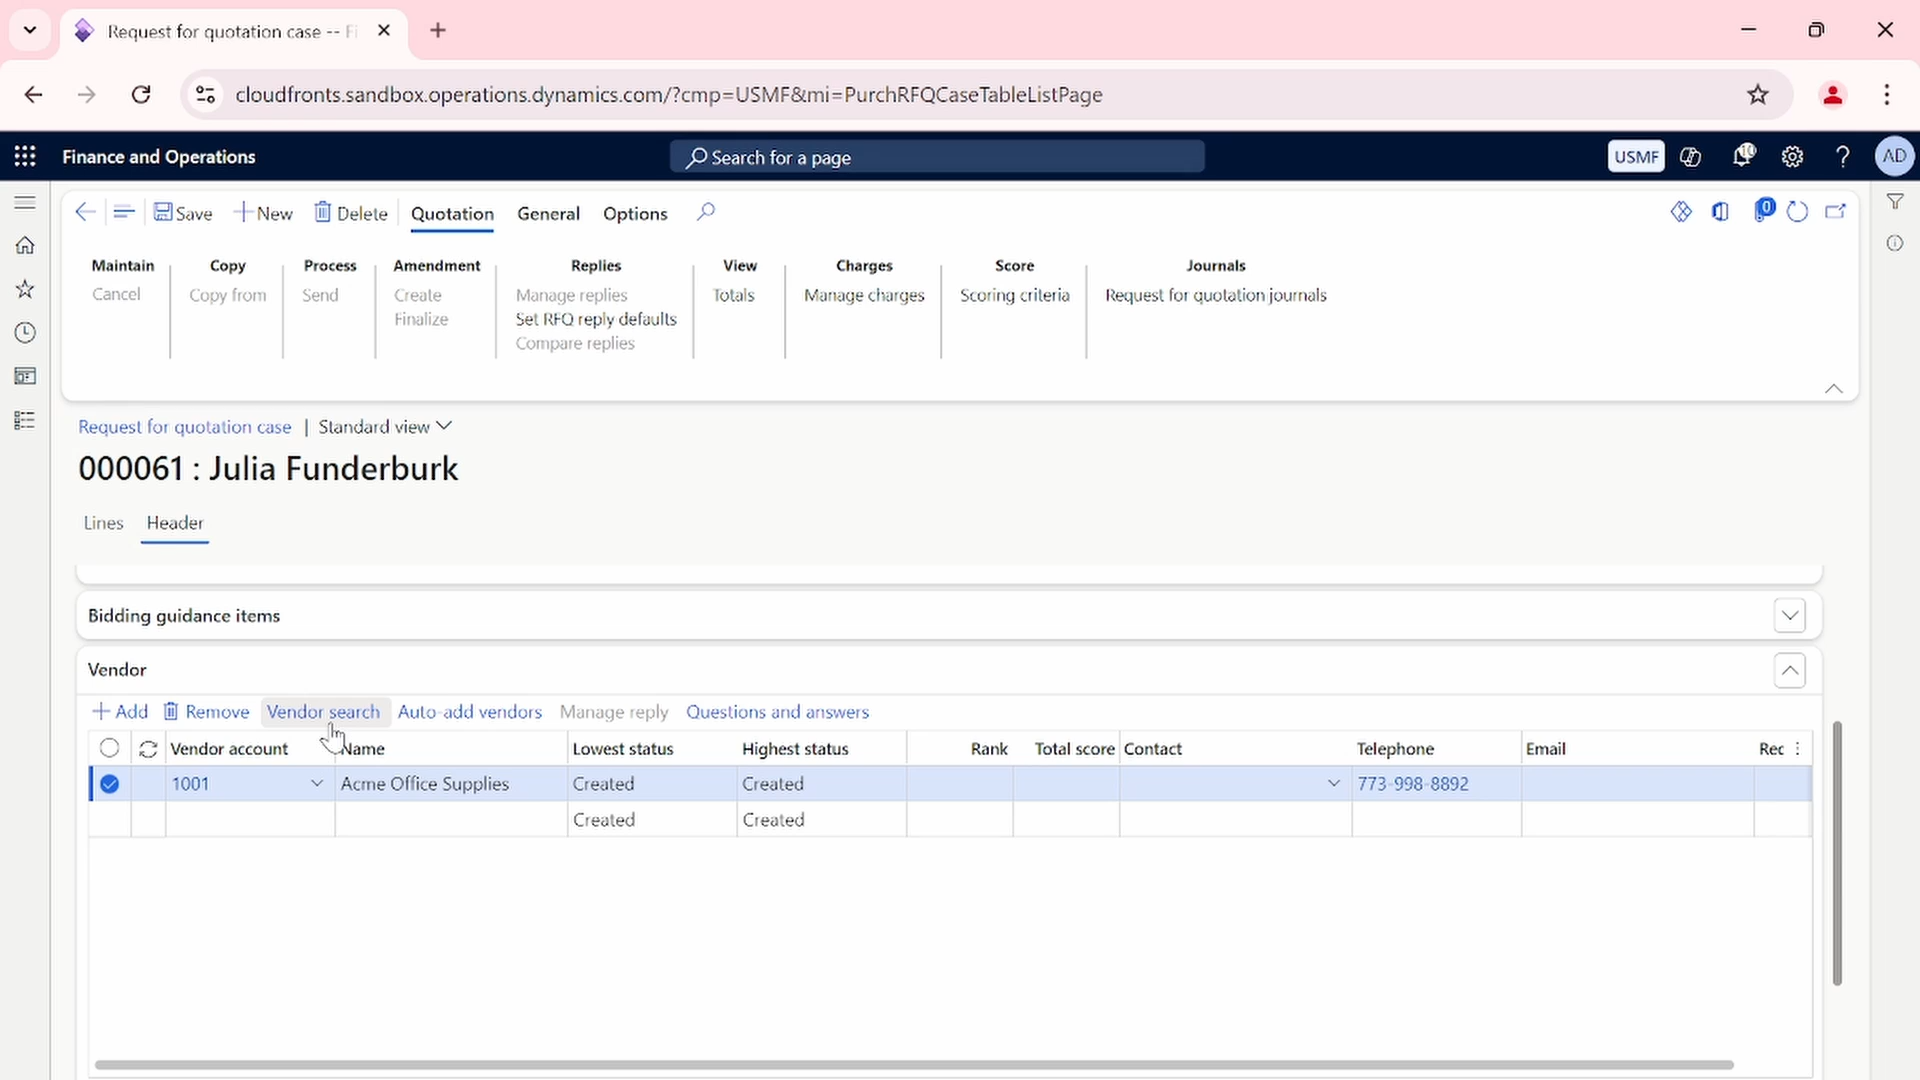 Request for quotation case -- Fi
cloudfronts.sandbox.operations.dynamics.com/?cmp=USMF&mi=PurchRFQCaseTableListPage
Finance and Operations
Search for a page
USMF
10
AD
Save
New
Delete
Quotation
General
Options
0
Maintain
Copy
Process
Amendment
Replies
View
Charges
Score
Journals
Cancel
Copy from
Send
Create
Manage replies
Totals
Manage charges
Scoring criteria
Request for quotation journals
Finalize
Set RFQ reply defaults
Compare replies
Request for quotation case | Standard view
000061 : Julia Funderburk
Lines
Header
Bidding guidance items
Vendor
Add
Remove
Vendor search
Auto-add vendors
Manage reply
Questions and answers
Vendor account
Name
Lowest status
Highest status
Rank
Total score
Contact
Telephone
Email
Rec
1001
Acme Office Supplies
Created
Created
773-998-8892
Created
Created